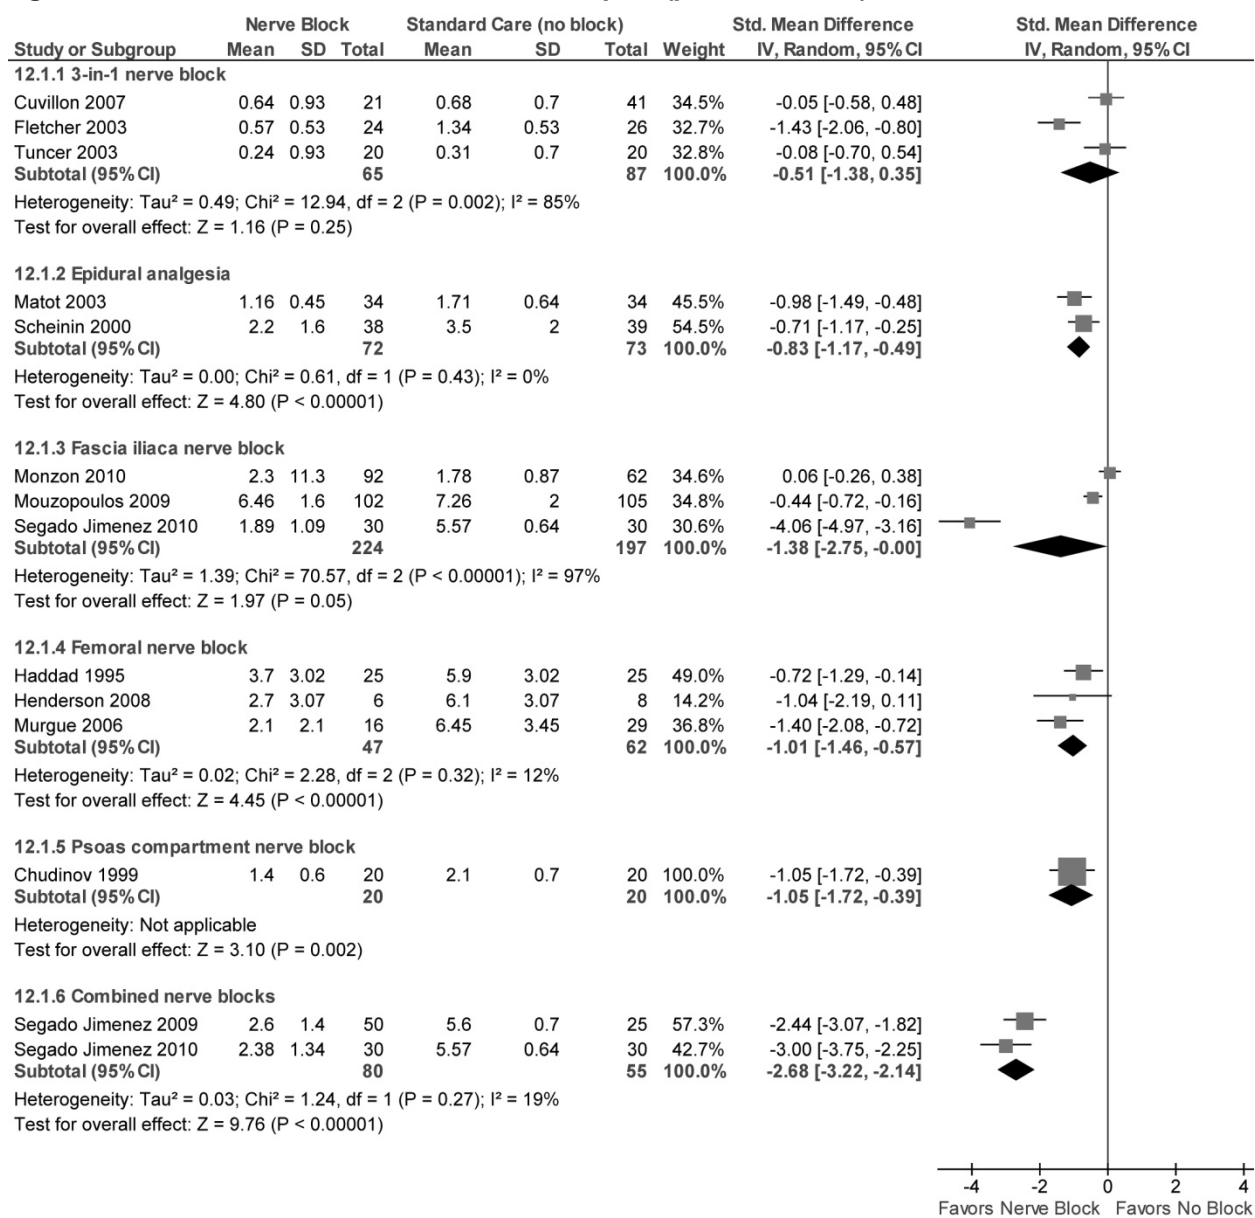 Nerve Block Standard Care (no block) Std. Mean Difference Std. Mean Difference
Study or Subgroup Mean SD Total Mean SD Total Weight IV, Random, 95% CI IV, Random, 95% CI
12.1.1 3-in-1 nerve block
Cuvillon 2007 0.64 0.93 21 0.68 0.7 41 34.5% -0.05 [-0.58, 0.48]
Fletcher 2003 0.57 0.53 24 1.34 0.53 26 32.7% -1.43 [-2.06, -0.80]
Tuncer 2003 0.24 0.93 20 0.31 0.7 20 32.8% -0.08 [-0.70, 0.54]
Subtotal (95% CI) 65 87 100.0% -0.51 [-1.38, 0.35]
Heterogeneity: Tau² = 0.49; Chi² = 12.94, df = 2 (P = 0.002); I² = 85%
Test for overall effect: Z = 1.16 (P = 0.25)
12.1.2 Epidural analgesia
Matot 2003 1.16 0.45 34 1.71 0.64 34 45.5% -0.98 [-1.49, -0.48]
Scheinin 2000 2.2 1.6 38 3.5 2 39 54.5% -0.71 [-1.17, -0.25]
Subtotal (95% CI) 72 73 100.0% -0.83 [-1.17, -0.49]
Heterogeneity: Tau² = 0.00; Chi² = 0.61, df = 1 (P = 0.43); I² = 0%
Test for overall effect: Z = 4.80 (P < 0.00001)
12.1.3 Fascia iliaca nerve block
Monzon 2010 2.3 11.3 92 1.78 0.87 62 34.6% 0.06 [-0.26, 0.38]
Mouzopoulos 2009 6.46 1.6 102 7.26 2 105 34.8% -0.44 [-0.72, -0.16]
Segado Jimenez 2010 1.89 1.09 30 5.57 0.64 30 30.6% -4.06 [-4.97, -3.16]
Subtotal (95% CI) 224 197 100.0% -1.38 [-2.75, -0.00]
Heterogeneity: Tau² = 1.39; Chi² = 70.57, df = 2 (P < 0.00001); I² = 97%
Test for overall effect: Z = 1.97 (P = 0.05)
12.1.4 Femoral nerve block
Haddad 1995 3.7 3.02 25 5.9 3.02 25 49.0% -0.72 [-1.29, -0.14]
Henderson 2008 2.7 3.07 6 6.1 3.07 8 14.2% -1.04 [-2.19, 0.11]
Murgue 2006 2.1 2.1 16 6.45 3.45 29 36.8% -1.40 [-2.08, -0.72]
Subtotal (95% CI) 47 62 100.0% -1.01 [-1.46, -0.57]
Heterogeneity: Tau² = 0.02; Chi² = 2.28, df = 2 (P = 0.32); I² = 12%
Test for overall effect: Z = 4.45 (P < 0.00001)
12.1.5 Psoas compartment nerve block
Chudinov 1999 1.4 0.6 20 2.1 0.7 20 100.0% -1.05 [-1.72, -0.39]
Subtotal (95% CI) 20 20 100.0% -1.05 [-1.72, -0.39]
Heterogeneity: Not applicable
Test for overall effect: Z = 3.10 (P = 0.002)
12.1.6 Combined nerve blocks
Segado Jimenez 2009 2.6 1.4 50 5.6 0.7 25 57.3% -2.44 [-3.07, -1.82]
Segado Jimenez 2010 2.38 1.34 30 5.57 0.64 30 42.7% -3.00 [-3.75, -2.25]
Subtotal (95% CI) 80 55 100.0% -2.68 [-3.22, -2.14]
Heterogeneity: Tau² = 0.03; Chi² = 1.24, df = 1 (P = 0.27); I² = 19%
Test for overall effect: Z = 9.76 (P < 0.00001)
-4 -2 0 2 4
Favors Nerve Block Favors No Block